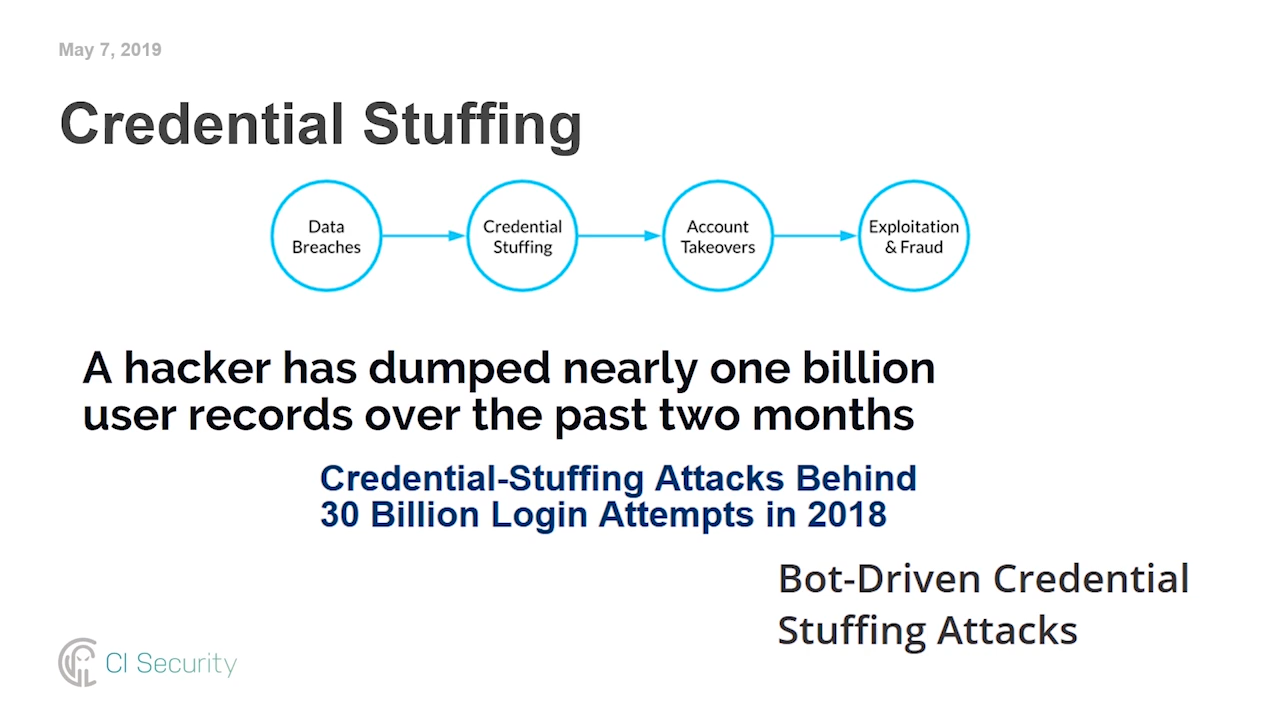 May 7, 2019
Credential Stuffing
Data
Breaches
Credential
Stuffing
Account
Takeovers
Exploitation
& Fraud
A hacker has dumped nearly one billion
user records over the past two months
Credential-Stuffing Attacks Behind
30 Billion Login Attempts in 2018
Bot-Driven Credential
Stuffing Attacks
CI Security